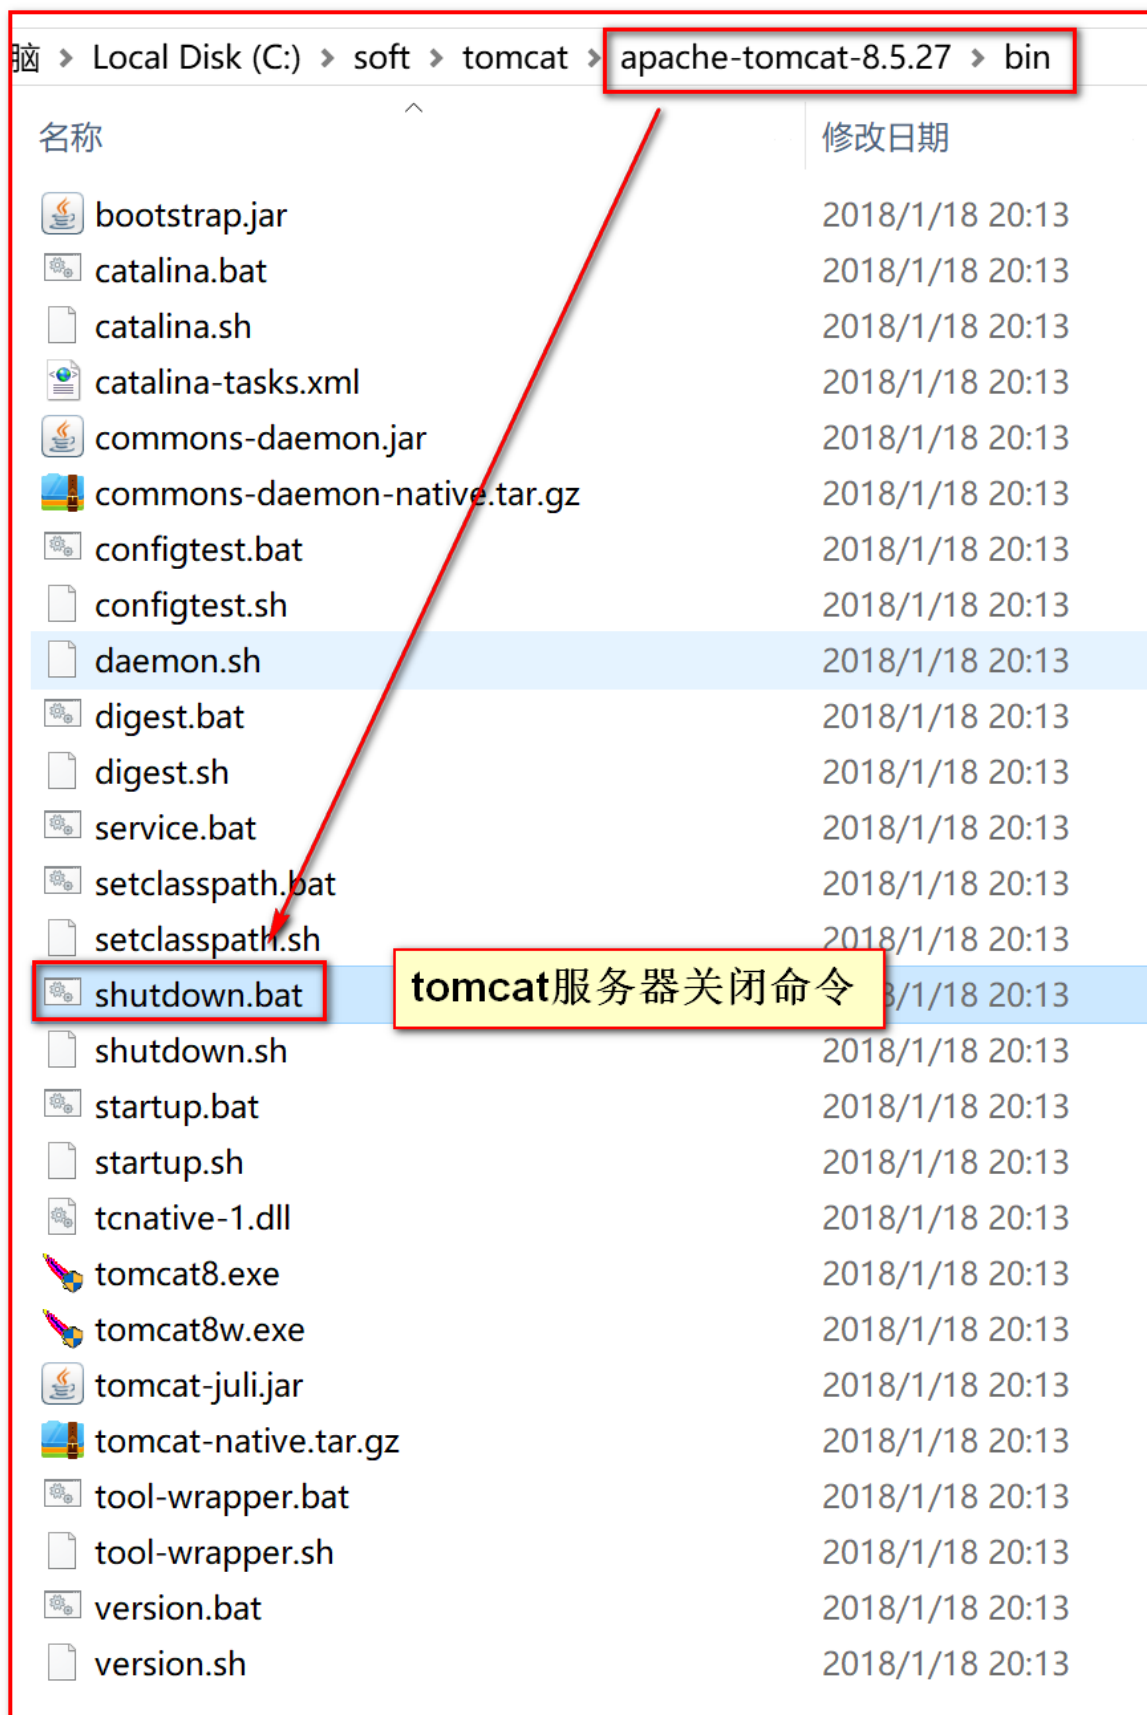 脑 > Local Disk (C:) > soft > tomcat > apache-tomcat-8.5.27 > bin
名称 修改日期
bootstrap.jar 2018/1/18 20:13
catalina.bat 2018/1/18 20:13
catalina.sh 2018/1/18 20:13
catalina-tasks.xml 2018/1/18 20:13
commons-daemon.jar 2018/1/18 20:13
commons-daemon-native.tar.gz 2018/1/18 20:13
configtest.bat 2018/1/18 20:13
configtest.sh 2018/1/18 20:13
daemon.sh 2018/1/18 20:13
digest.bat 2018/1/18 20:13
digest.sh 2018/1/18 20:13
service.bat 2018/1/18 20:13
setclasspath.bat 2018/1/18 20:13
setclasspath.sh 2018/1/18 20:13
shutdown.bat tomcat服务器关闭命令 8/1/18 20:13
shutdown.sh 2018/1/18 20:13
startup.bat 2018/1/18 20:13
startup.sh 2018/1/18 20:13
tcnative-1.dll 2018/1/18 20:13
tomcat8.exe 2018/1/18 20:13
tomcat8w.exe 2018/1/18 20:13
tomcat-juli.jar 2018/1/18 20:13
tomcat-native.tar.gz 2018/1/18 20:13
tool-wrapper.bat 2018/1/18 20:13
tool-wrapper.sh 2018/1/18 20:13
version.bat 2018/1/18 20:13
version.sh 2018/1/18 20:13